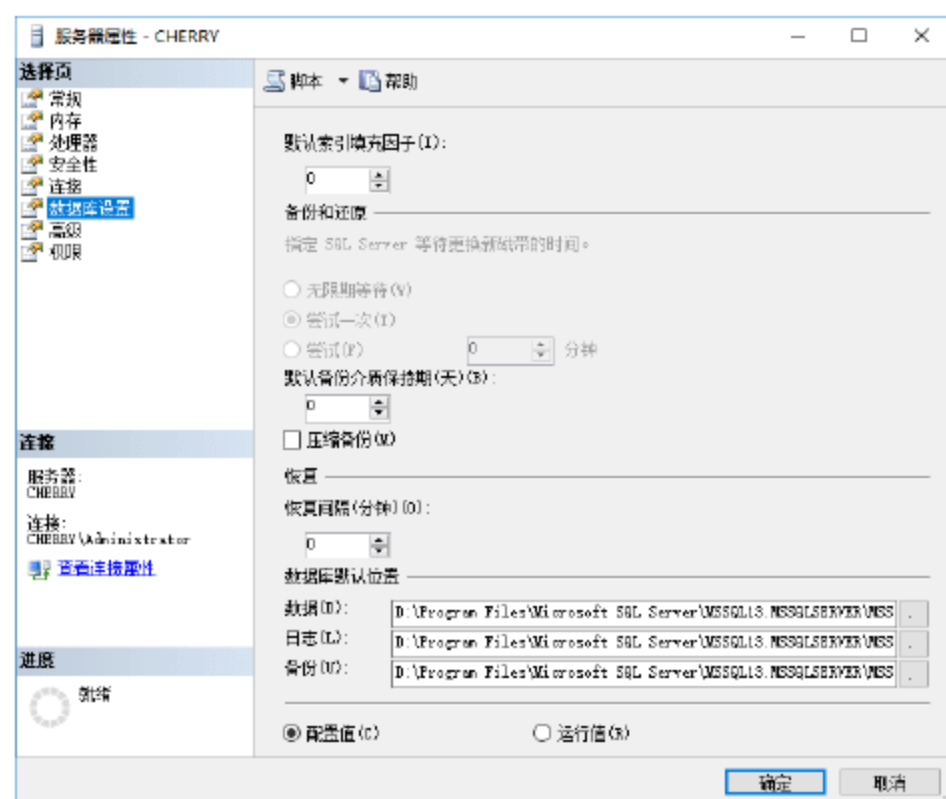 服务器属性 - CHERRY
选择页
常规
内存
处理器
安全性
连接
数据库设置
高级
权限
脚本
帮助
默认索引填充因子(I):
0
备份和还原
指定 SQL Server 等待更换新磁带的时间。
无限期等待(W)
尝试一次(T)
尝试(F) 0 分钟
默认备份介质保持期(天)(B):
0
压缩备份(M)
恢复
恢复间隔(分钟)(O):
0
数据库默认位置
数据(D): D:\Program Files\Microsoft SQL Server\MSSQL13.MSSQLSERVER\MSS .
日志(L): D:\Program Files\Microsoft SQL Server\MSSQL13.MSSQLSERVER\MSS .
备份(U): D:\Program Files\Microsoft SQL Server\MSSQL13.MSSQLSERVER\MSS .
配置值(C)
运行值(R)
连接
服务器:
CHERRY
连接:
CHERRY\Administrator
查看连接属性
进度
就绪
确定
取消